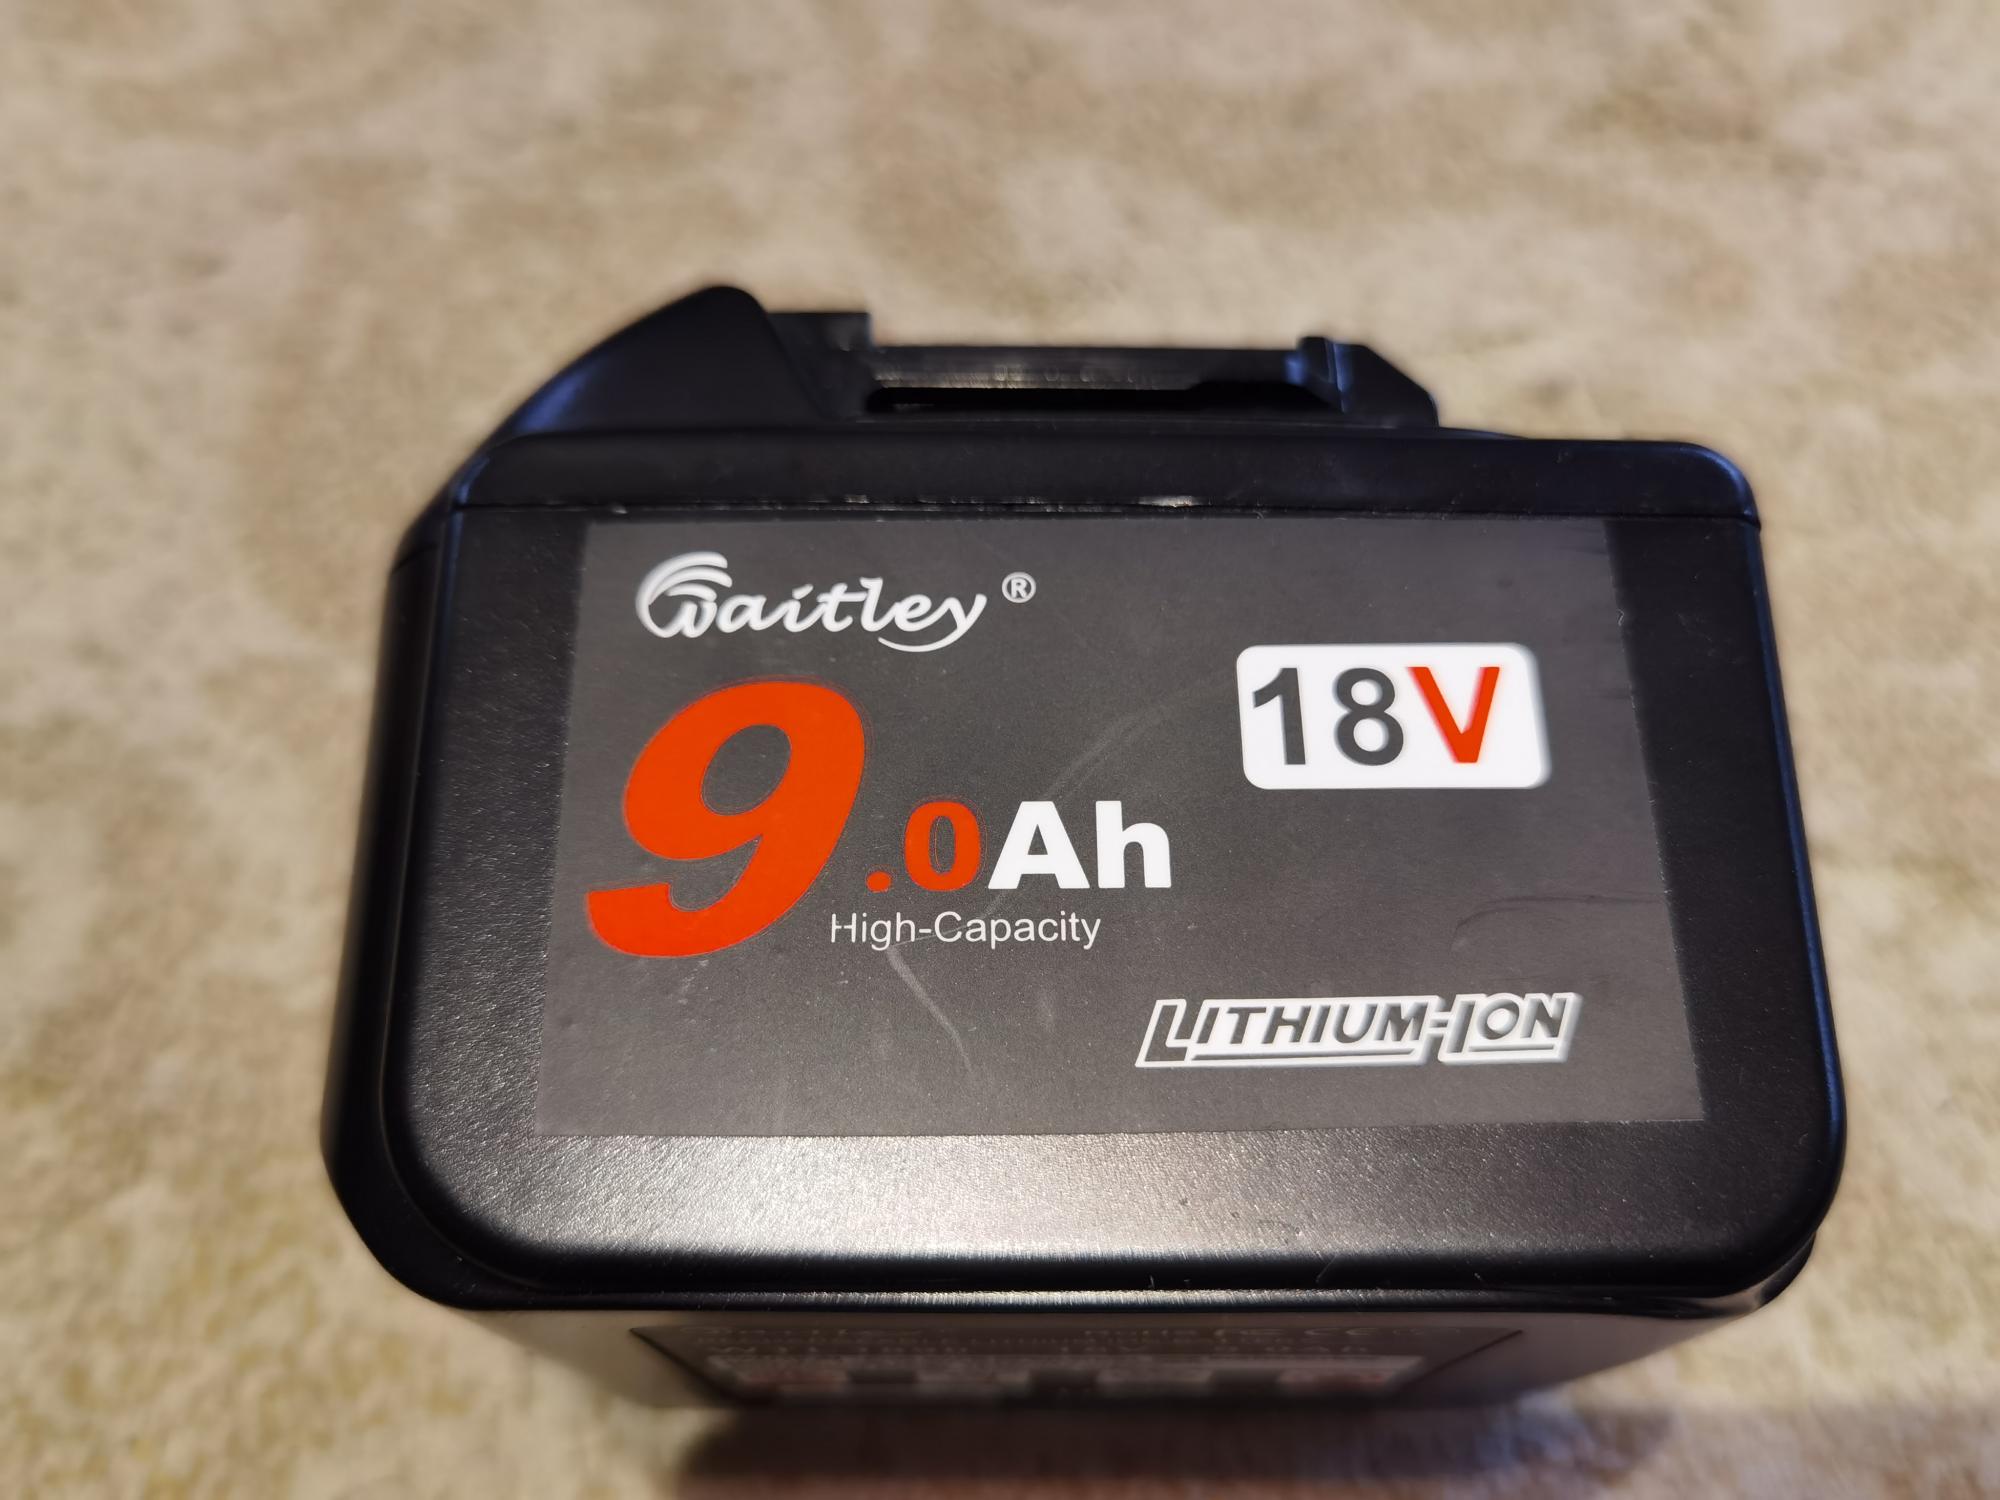 Waitley ®
18V
9.0Ah
High-Capacity
LITHIUM-ION